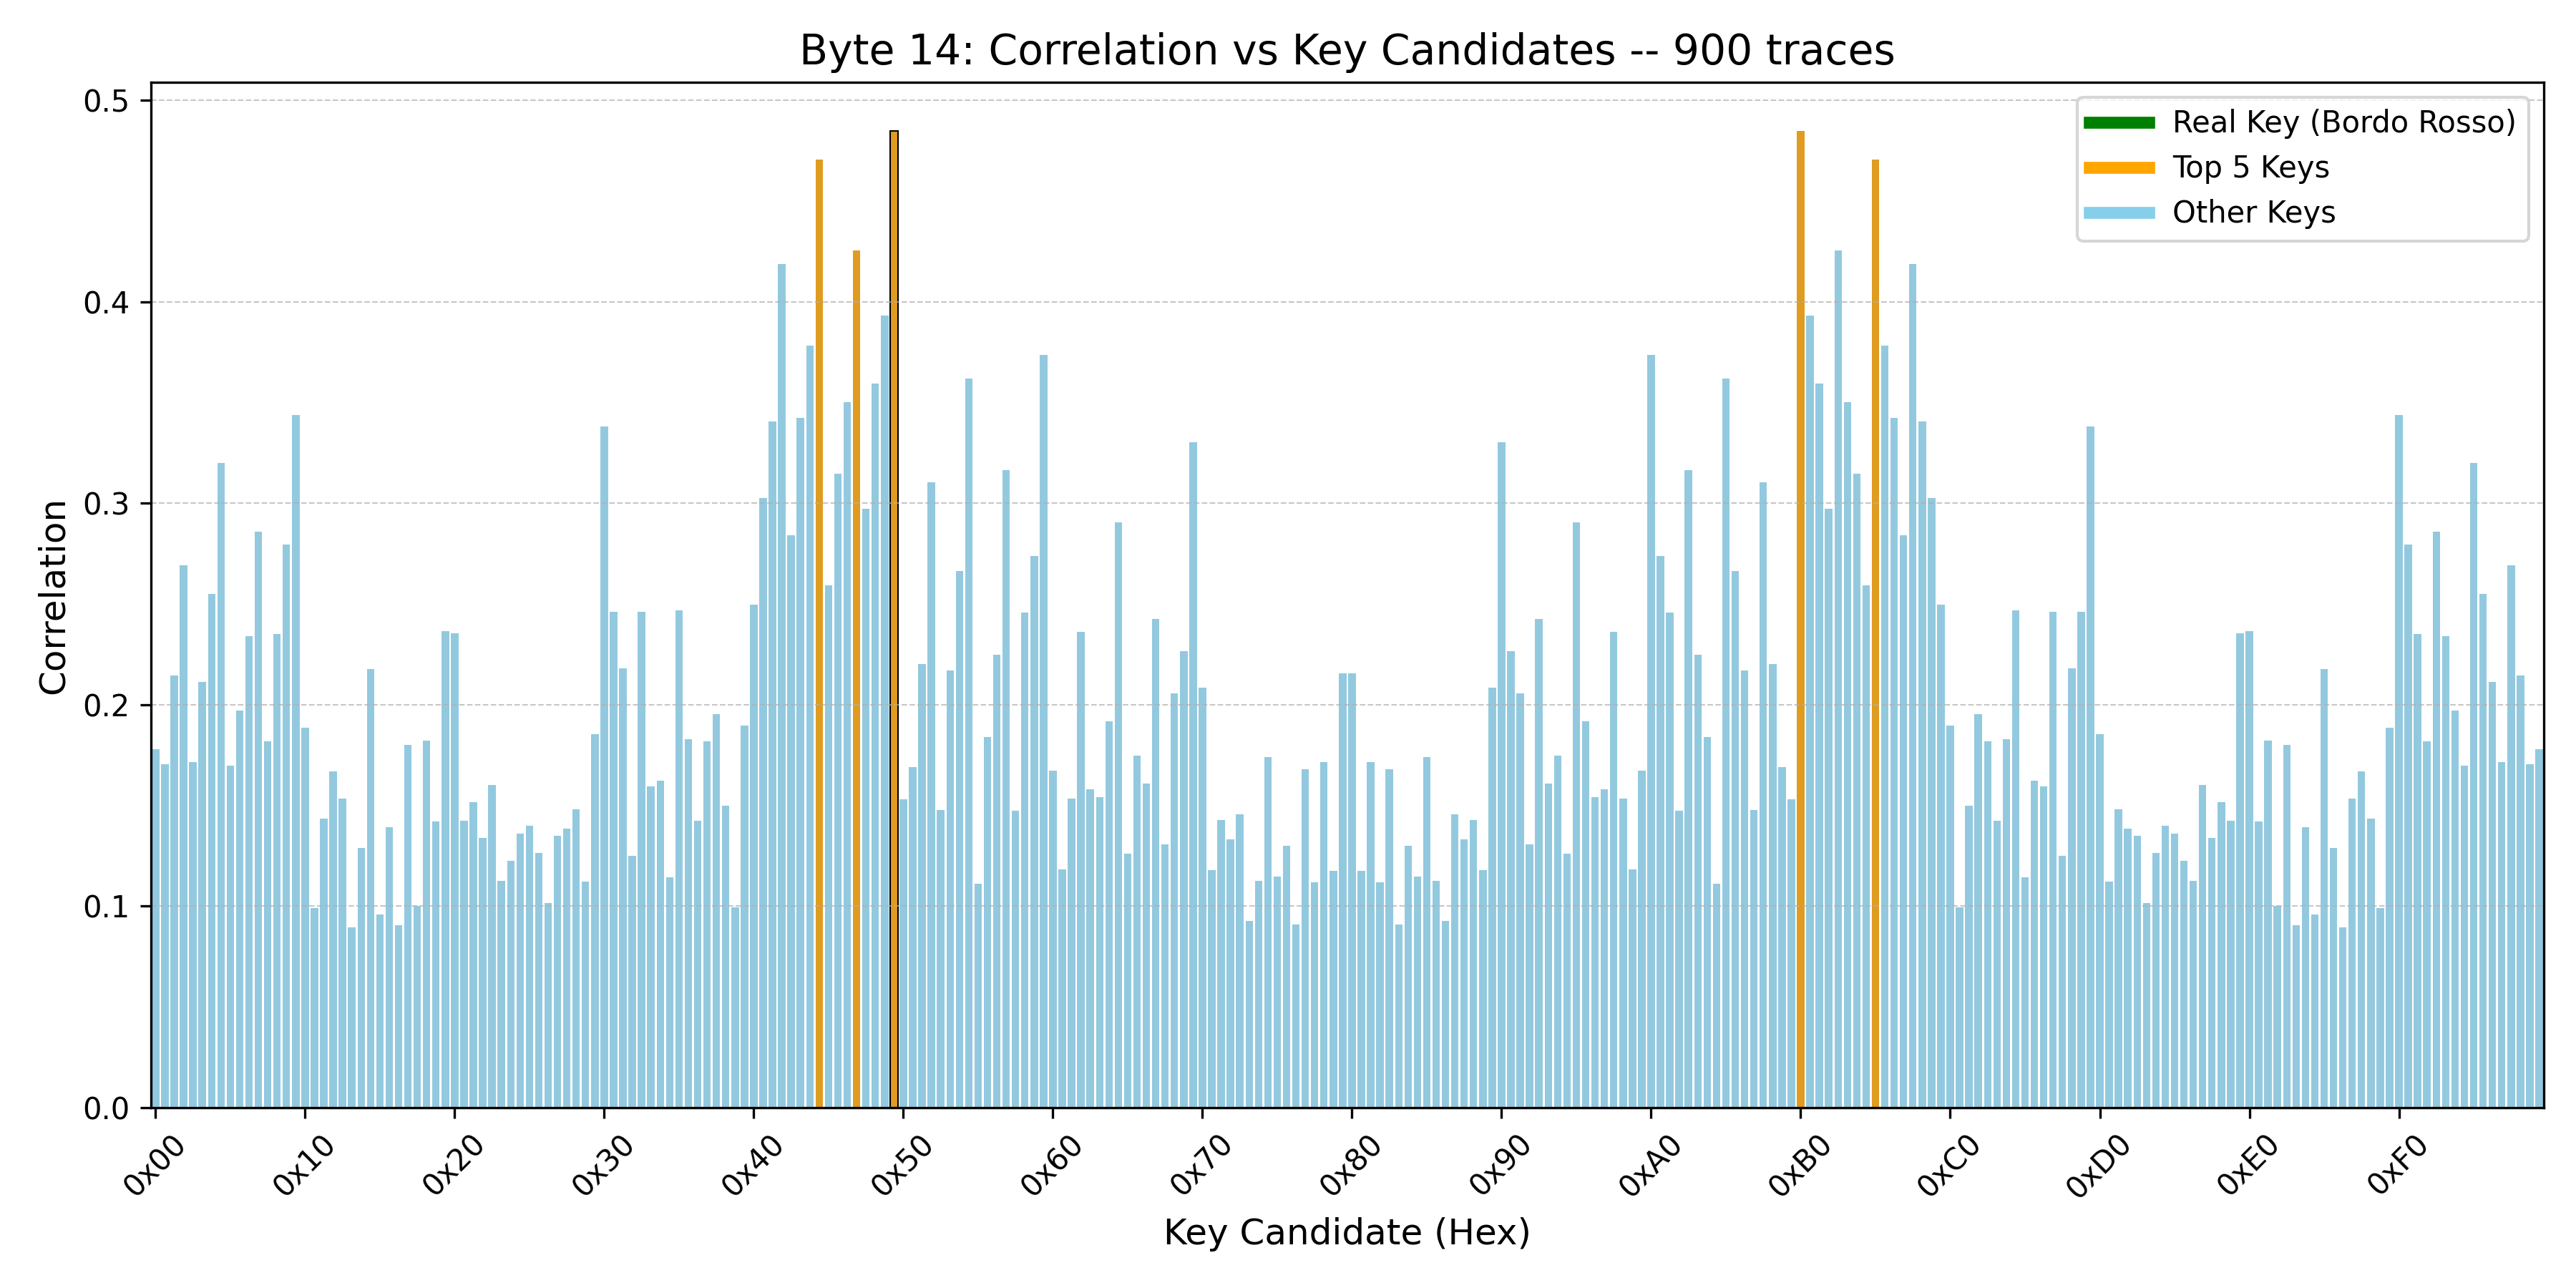 Byte 14: Correlation vs Key Candidates -- 900 traces
Real Key (Bordo Rosso)
Top 5 Keys
Other Keys
Correlation
0.5
0.4
0.3
0.2
0.1
0.0
0x00 0x10 0x20 0x30 0x40 0x50 0x60 0x70 0x80 0x90 0xA0 0xB0 0xC0 0xD0 0xE0 0xF0
Key Candidate (Hex)